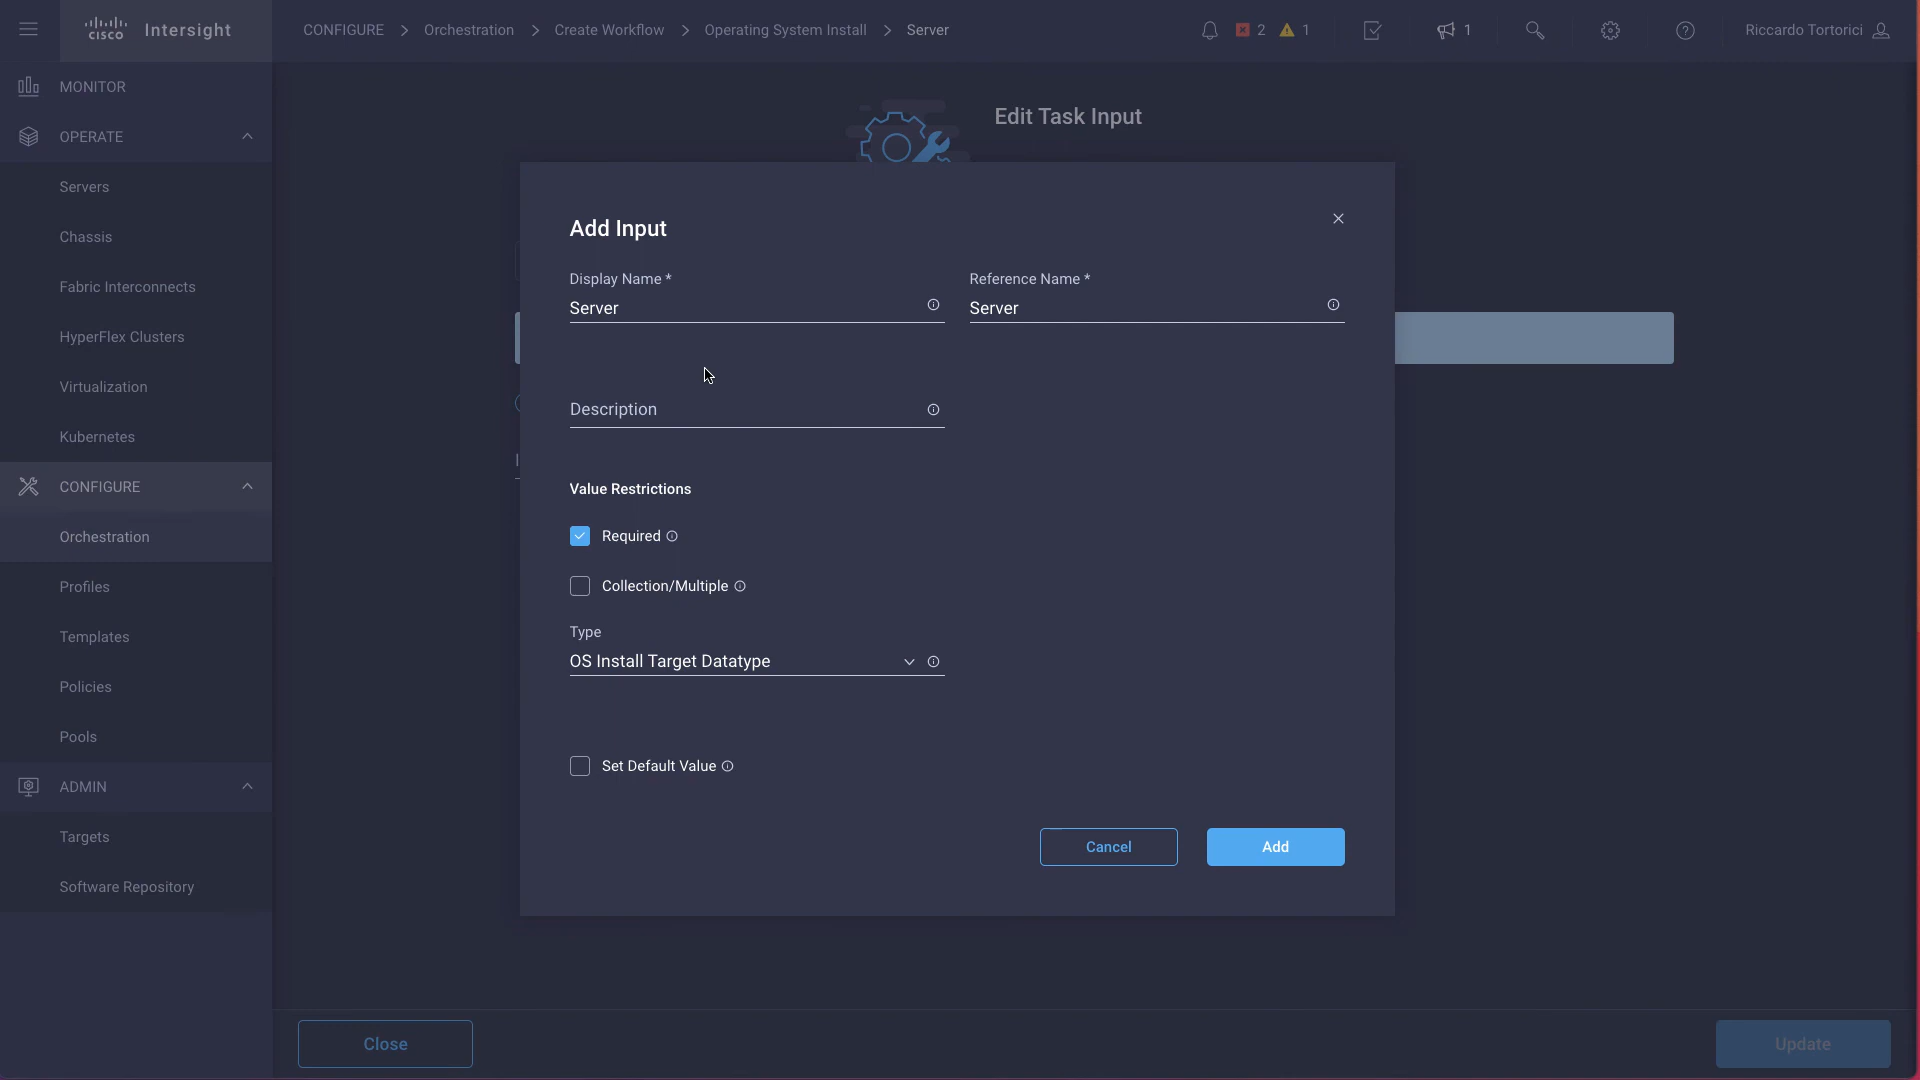 CISCO Intersight
CONFIGURE > Orchestration > Create Workflow > Operating System Install > Server
2 1 1 Riccardo Tortorici
MONITOR
OPERATE
Servers
Chassis
Fabric Interconnects
HyperFlex Clusters
Virtualization
Kubernetes
CONFIGURE
Orchestration
Profiles
Templates
Policies
Pools
ADMIN
Targets
Software Repository
Edit Task Input
Add Input
Display Name * Reference Name *
Server Server
Description
Value Restrictions
Required
Collection/Multiple
Type
OS Install Target Datatype
Set Default Value
Cancel Add
Close Update